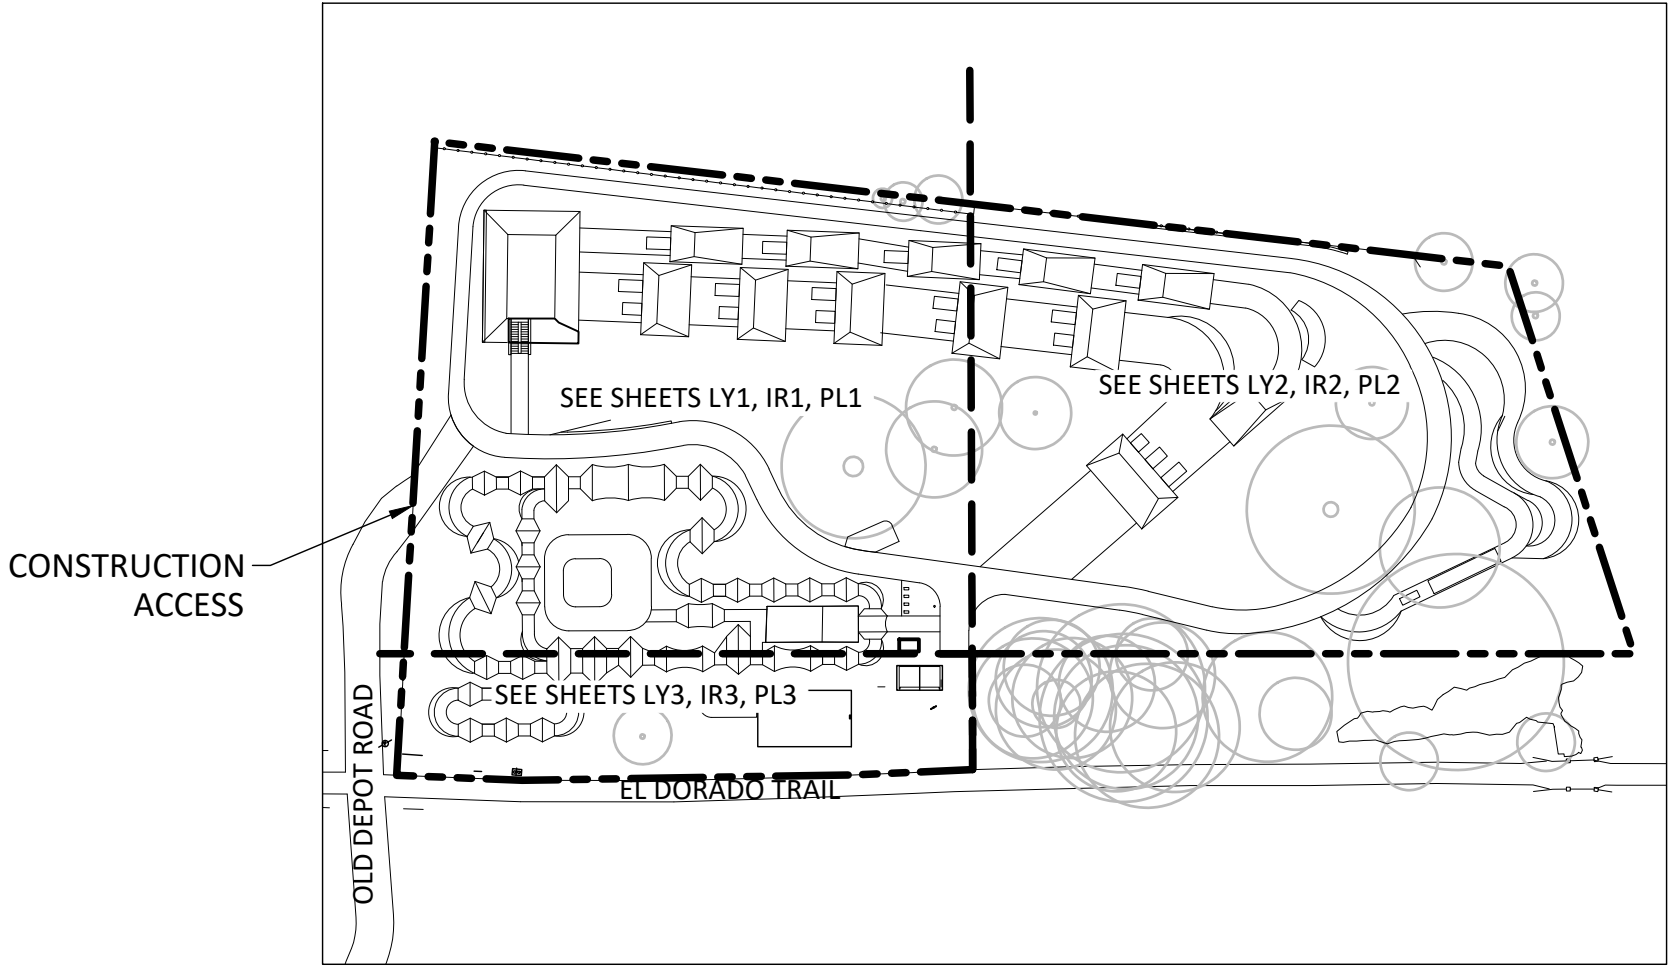 SEE SHEETS LY1, IR1, PL1
SEE SHEETS LY2, IR2, PL2
CONSTRUCTION
ACCESS
SEE SHEETS LY3, IR3, PL3
OLD DEPOT ROAD
EL DORADO TRAIL